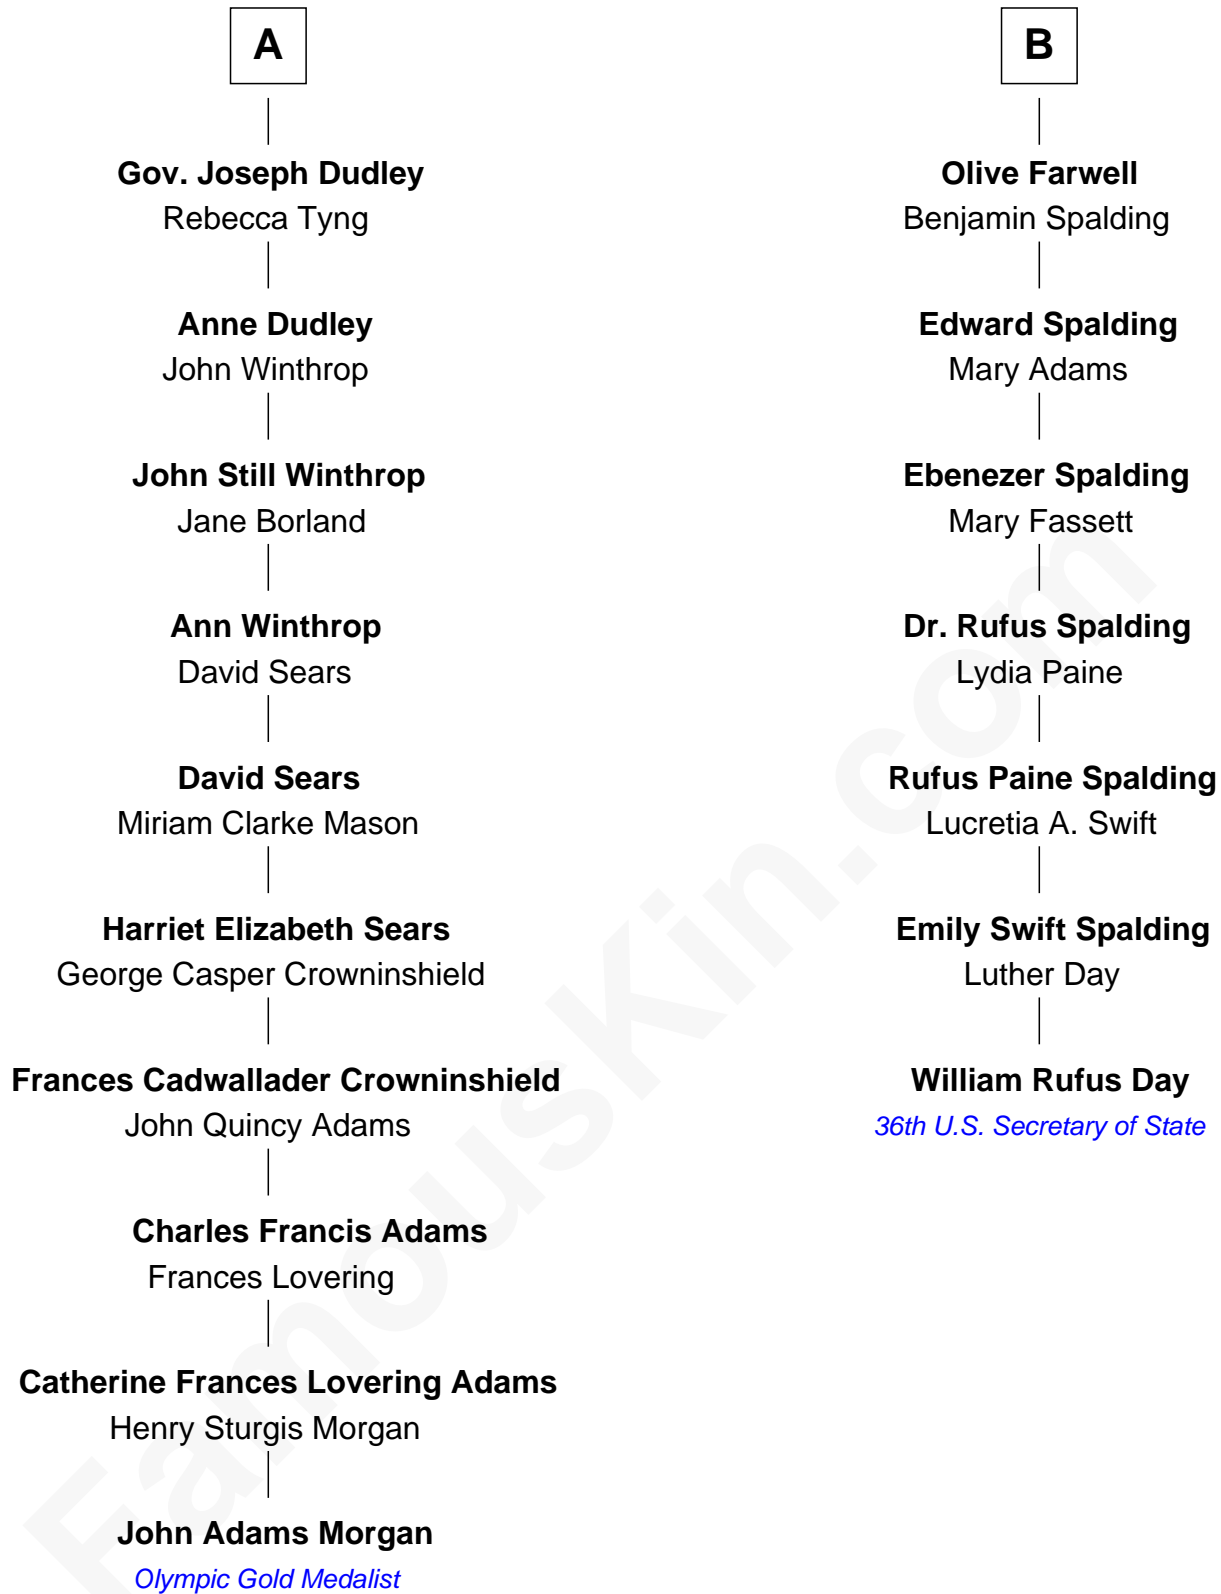 A
Gov. Joseph Dudley
Rebecca Tyng
Anne Dudley
John Winthrop
John Still Winthrop
Jane Borland
Ann Winthrop
David Sears
David Sears
Miriam Clarke Mason
Harriet Elizabeth Sears
George Casper Crowninshield
Frances Cadwallader Crowninshield
John Quincy Adams
Charles Francis Adams
Frances Lovering
Catherine Frances Lovering Adams
Henry Sturgis Morgan
John Adams Morgan
Olympic Gold Medalist
B
Olive Farwell
Benjamin Spalding
Edward Spalding
Mary Adams
Ebenezer Spalding
Mary Fassett
Dr. Rufus Spalding
Lydia Paine
Rufus Paine Spalding
Lucretia A. Swift
Emily Swift Spalding
Luther Day
William Rufus Day
36th U.S. Secretary of State
FamousKin.com